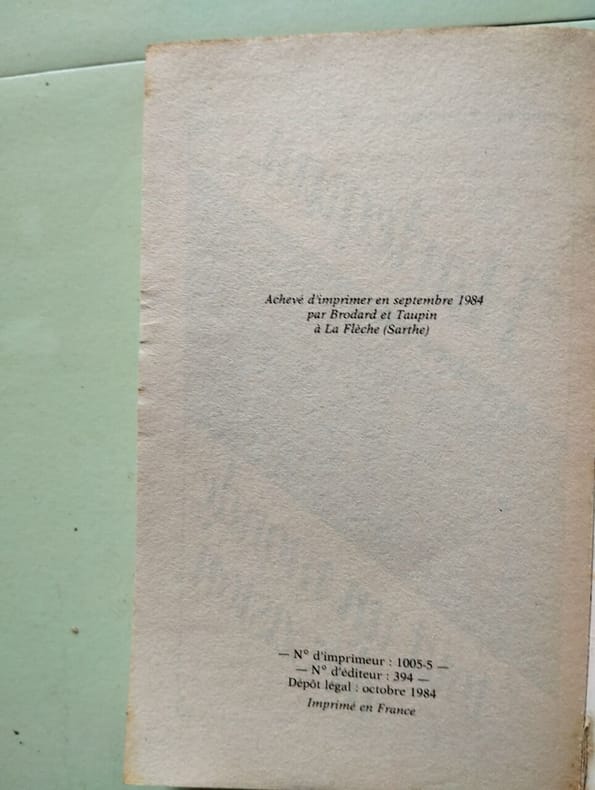 Achevé d'imprimer en septembre 1984
par Brodard et Taupin
à La Flèche (Sarthe)
— N° d'imprimeur : 1005-5 —
— N° d'éditeur : 394 —
Dépôt légal : octobre 1984
Imprimé en France